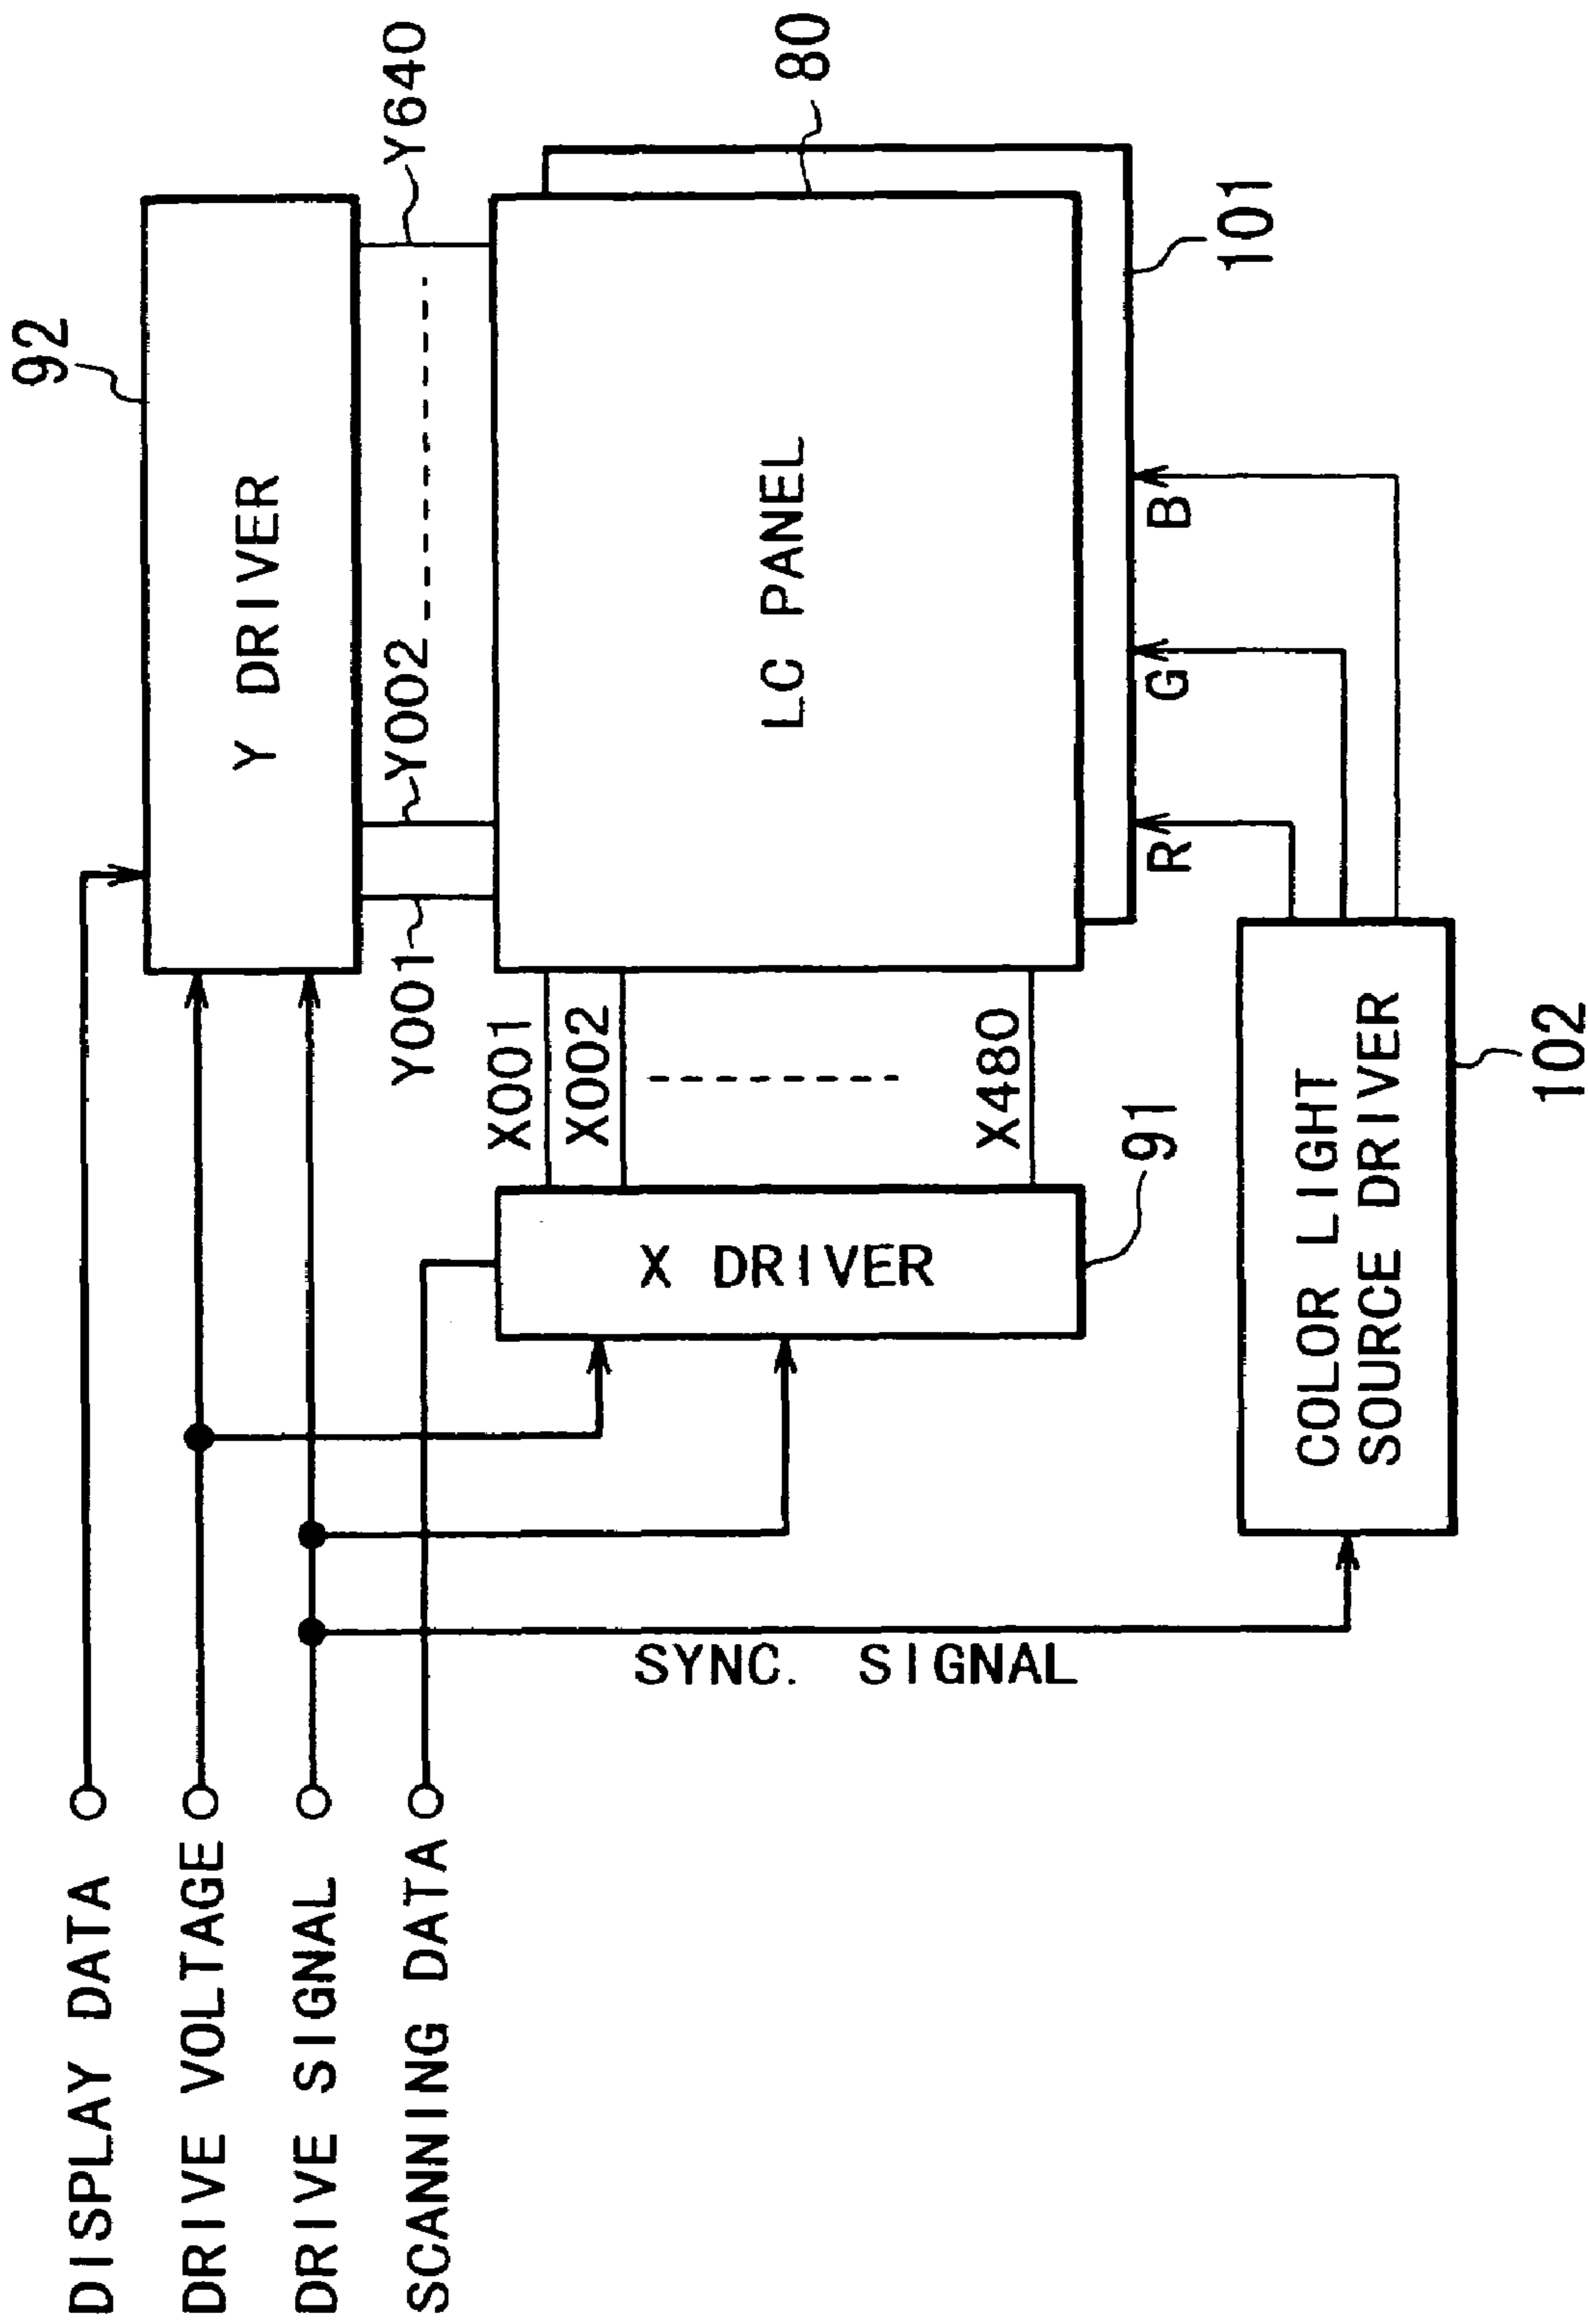 92
Y DRIVER
DISPLAY DATA
DRIVE VOLTAGE
DRIVE SIGNAL
SCANNING DATA
Y001
Y002
Y640
X001
X002
X480
LC PANEL
80
X DRIVER
91
101
R
G
B
SYNC. SIGNAL
COLOR LIGHT
SOURCE DRIVER
102